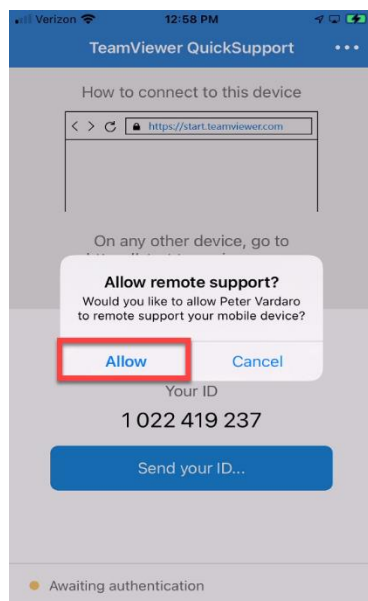 Verizon 12:58 PM
TeamViewer QuickSupport
How to connect to this device
https://start.teamviewer.com
On any other device, go to
Allow remote support?
Would you like to allow Peter Vardaro
to remote support your mobile device?
Allow Cancel
Your ID
1 022 419 237
Send your ID...
Awaiting authentication